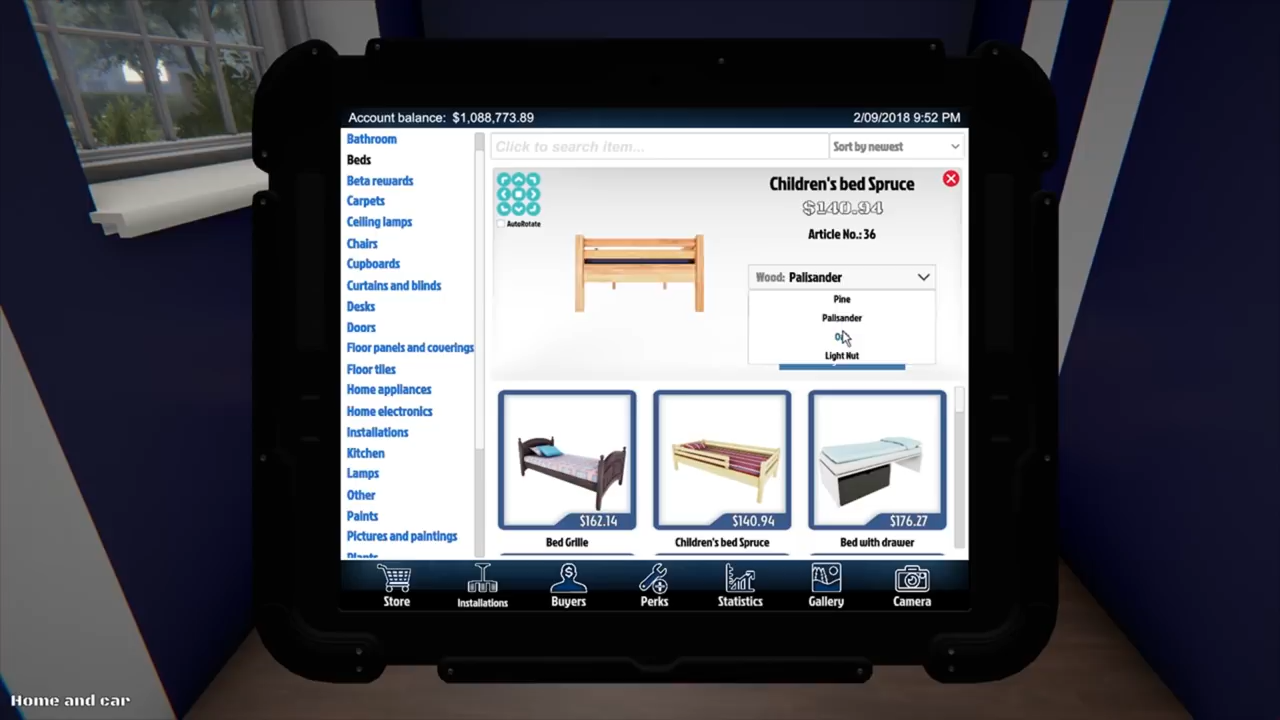 Account balance: $1,088,773.89
2/09/2018 9:52 PM
Bathroom
Beds
Beta rewards
Carpets
Ceiling lamps
Chairs
Cupboards
Curtains and blinds
Desks
Doors
Floor panels and coverings
Floor tiles
Home appliances
Home electronics
Installations
Kitchen
Lamps
Other
Paints
Pictures and paintings
Plants
Click to search item...
Sort by newest
AutoRotate
Children's bed Spruce
$140.94
Article No.: 36
Wood: Palisander
Pine
Palisander
Light Nut
$162.14
$140.94
$176.27
Bed Grille
Children's bed Spruce
Bed with drawer
Store
Installations
Buyers
Perks
Statistics
Gallery
Camera
Home and car